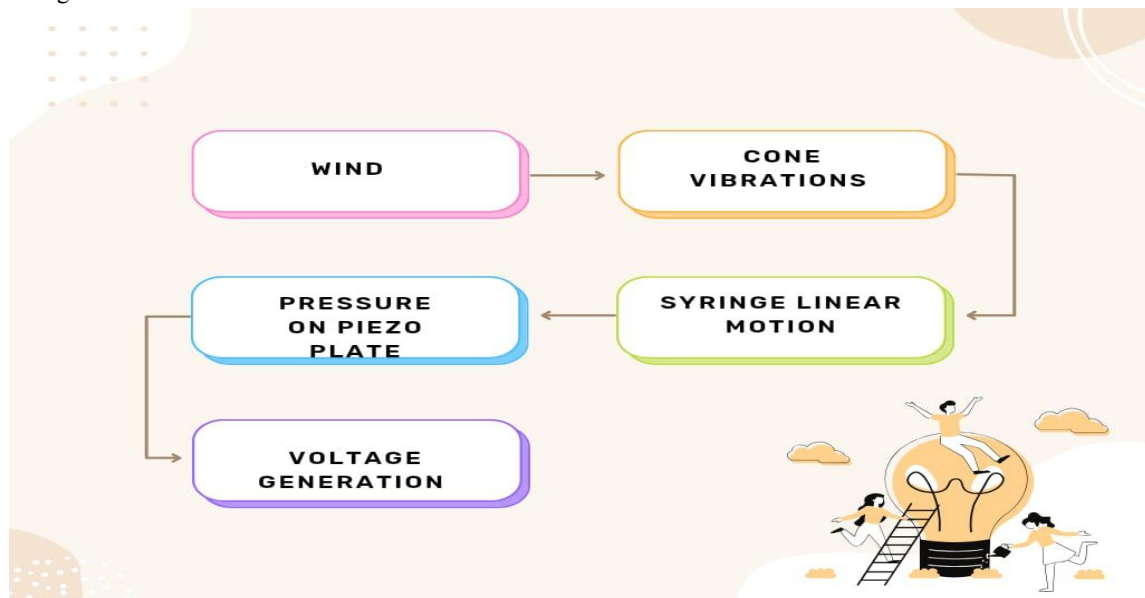 WIND
CONE
VIBRATIONS
SYRINGE LINEAR
MOTION
PRESSURE
ON PIEZO
PLATE
VOLTAGE
GENERATION